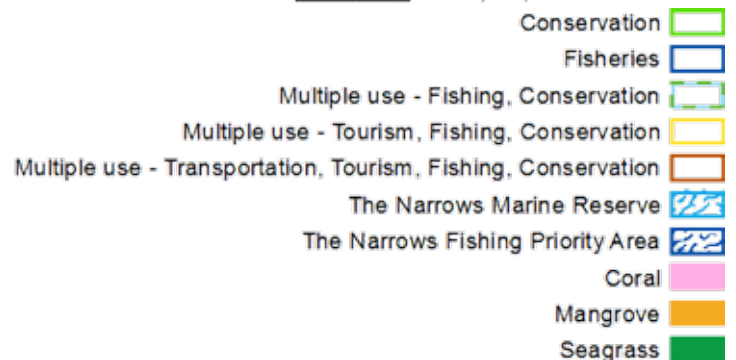 Conservation
Fisheries
Multiple use - Fishing, Conservation
Multiple use - Tourism, Fishing, Conservation
Multiple use - Transportation, Tourism, Fishing, Conservation
The Narrows Marine Reserve
The Narrows Fishing Priority Area
Coral
Mangrove
Seagrass